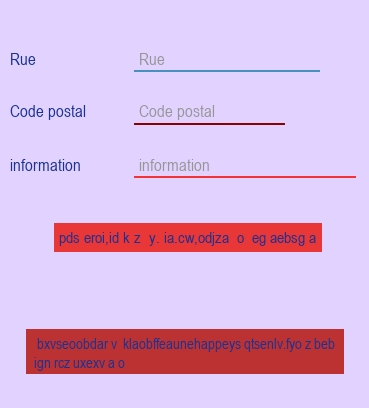 Rue Rue
Code postal Code postal
information information
pds eroi,id k z y. ia.cw,odjza o eg aebsg a
bxvseoobdar v klaobffeaunehappeys qtsenlv.fyo z beb
ign rcz uxexv a o